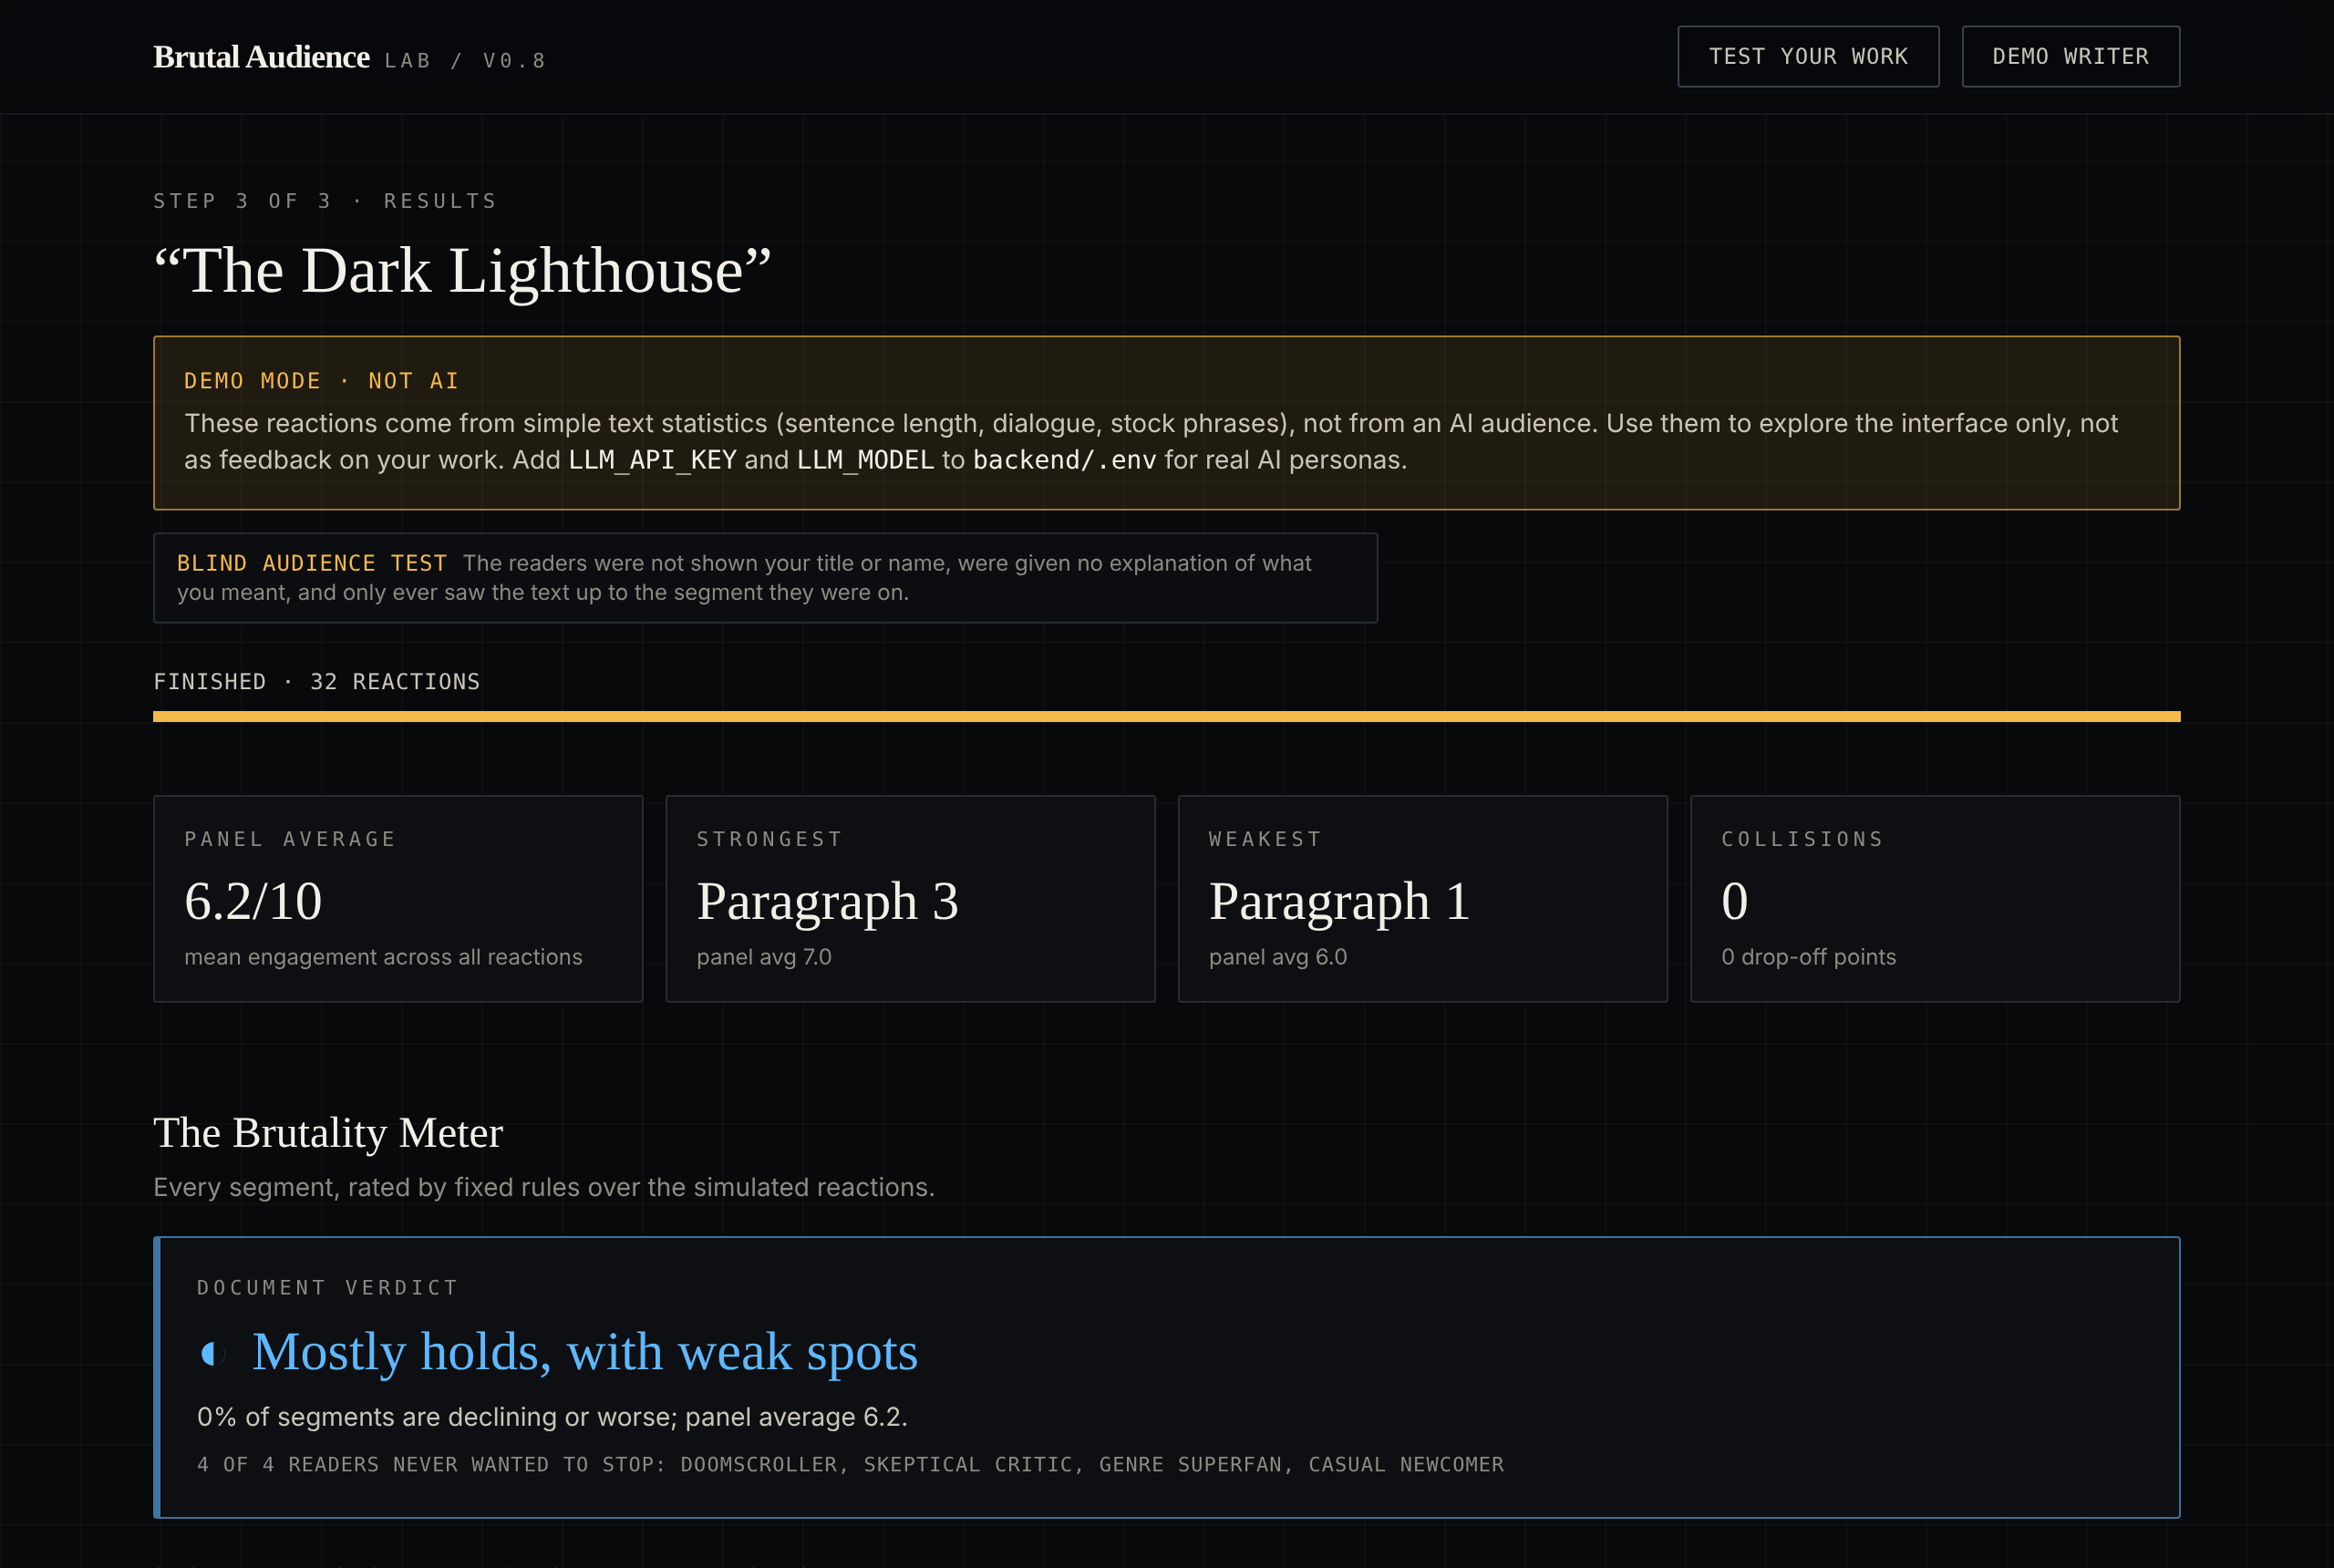 Brutal Audience LAB / V0.8
TEST YOUR WORK
DEMO WRITER
STEP 3 OF 3 · RESULTS
“The Dark Lighthouse”
DEMO MODE · NOT AI
These reactions come from simple text statistics (sentence length, dialogue, stock phrases), not from an AI audience. Use them to explore the interface only, not
as feedback on your work. Add LLM_API_KEY and LLM_MODEL to backend/.env for real AI personas.
BLIND AUDIENCE TEST The readers were not shown your title or name, were given no explanation of what
you meant, and only ever saw the text up to the segment they were on.
FINISHED · 32 REACTIONS
PANEL AVERAGE
6.2/10
mean engagement across all reactions
STRONGEST
Paragraph 3
panel avg 7.0
WEAKEST
Paragraph 1
panel avg 6.0
COLLISIONS
0
0 drop-off points
The Brutality Meter
Every segment, rated by fixed rules over the simulated reactions.
DOCUMENT VERDICT
Mostly holds, with weak spots
0% of segments are declining or worse; panel average 6.2.
4 OF 4 READERS NEVER WANTED TO STOP: DOOMSCROLLER, SKEPTICAL CRITIC, GENRE SUPERFAN, CASUAL NEWCOMER